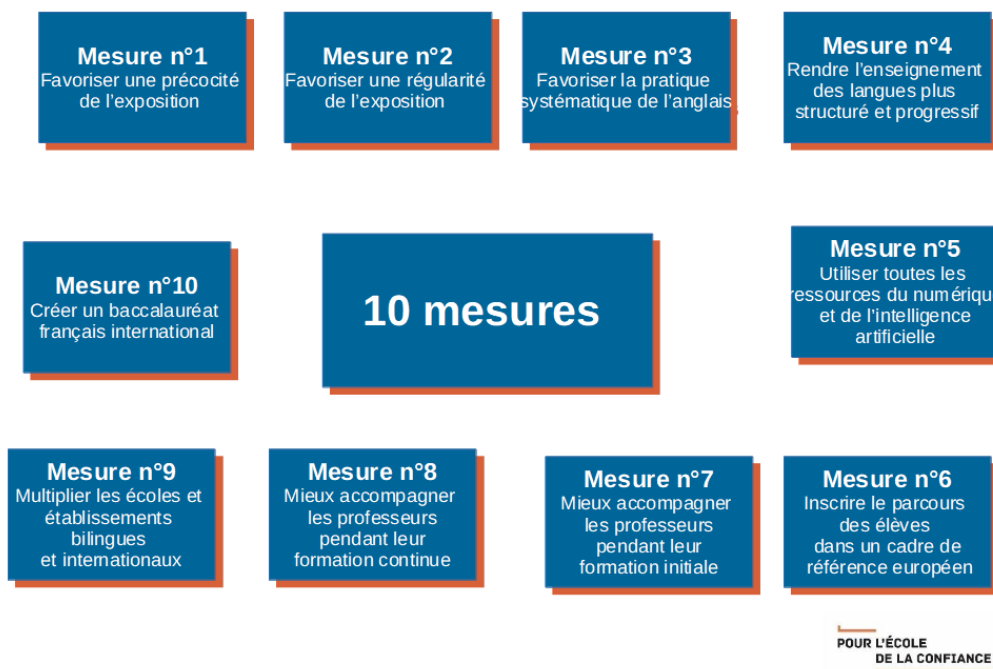 Mesure n°1
Favoriser une précocité
de l'exposition
Mesure n°2
Favoriser une régularité
de l'exposition
Mesure n°3
Favoriser la pratique
systématique de l'anglais
Mesure n°4
Rendre l'enseignement
des langues plus
structuré et progressif
Mesure n°10
Créer un baccalauréat
français international
10 mesures
Mesure n°5
Utiliser toutes les
ressources du numériqu
et de l'intelligence
artificielle
Mesure n°9
Multiplier les écoles et
établissements
bilingues
et internationaux
Mesure n°8
Mieux accompagner
les professeurs
pendant leur
formation continue
Mesure n°7
Mieux accompagner
les professeurs
pendant leur
formation initiale
Mesure n°6
Inscrire le parcours
des élèves
dans un cadre de
référence européen
POUR L'ÉCOLE
DE LA CONFIANCE